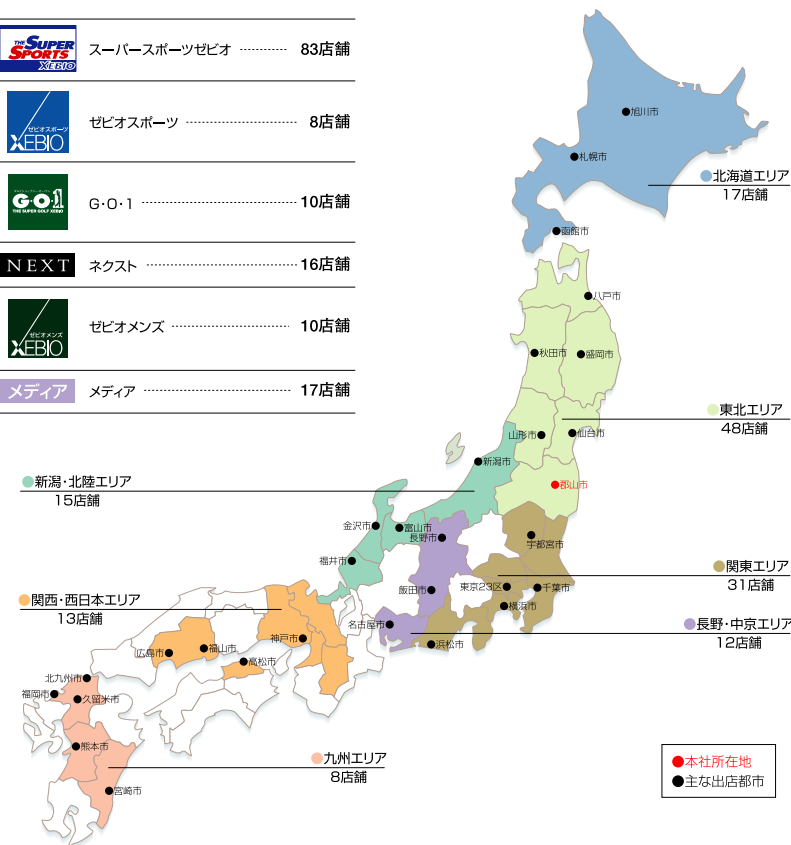 THE SUPER SPORTS XEBIO
スーパースポーツゼビオ 83店舗
ゼビオスポーツ
XEBIO
ゼビオスポーツ 8店舗
G・O・1
THE SUPER GOLF XEBIO
G・O・1 10店舗
NEXT
ネクスト 16店舗
ゼビオメンズ
XEBIO
ゼビオメンズ 10店舗
メディア
メディア 17店舗
旭川市
札幌市
北海道エリア
17店舗
函館市
八戸市
秋田市
盛岡市
東北エリア
48店舗
山形市
仙台市
新潟市
新潟・北陸エリア
15店舗
郡山市
金沢市
富山市
長野市
宇都宮市
福井市
関東エリア
31店舗
飯田市
東京23区
千葉市
横浜市
関西・西日本エリア
13店舗
名古屋市
長野・中京エリア
12店舗
神戸市
浜松市
広島市
福山市
高松市
北九州市
福岡市
久留米市
熊本市
九州エリア
8店舗
宮崎市
本社所在地
主な出店都市